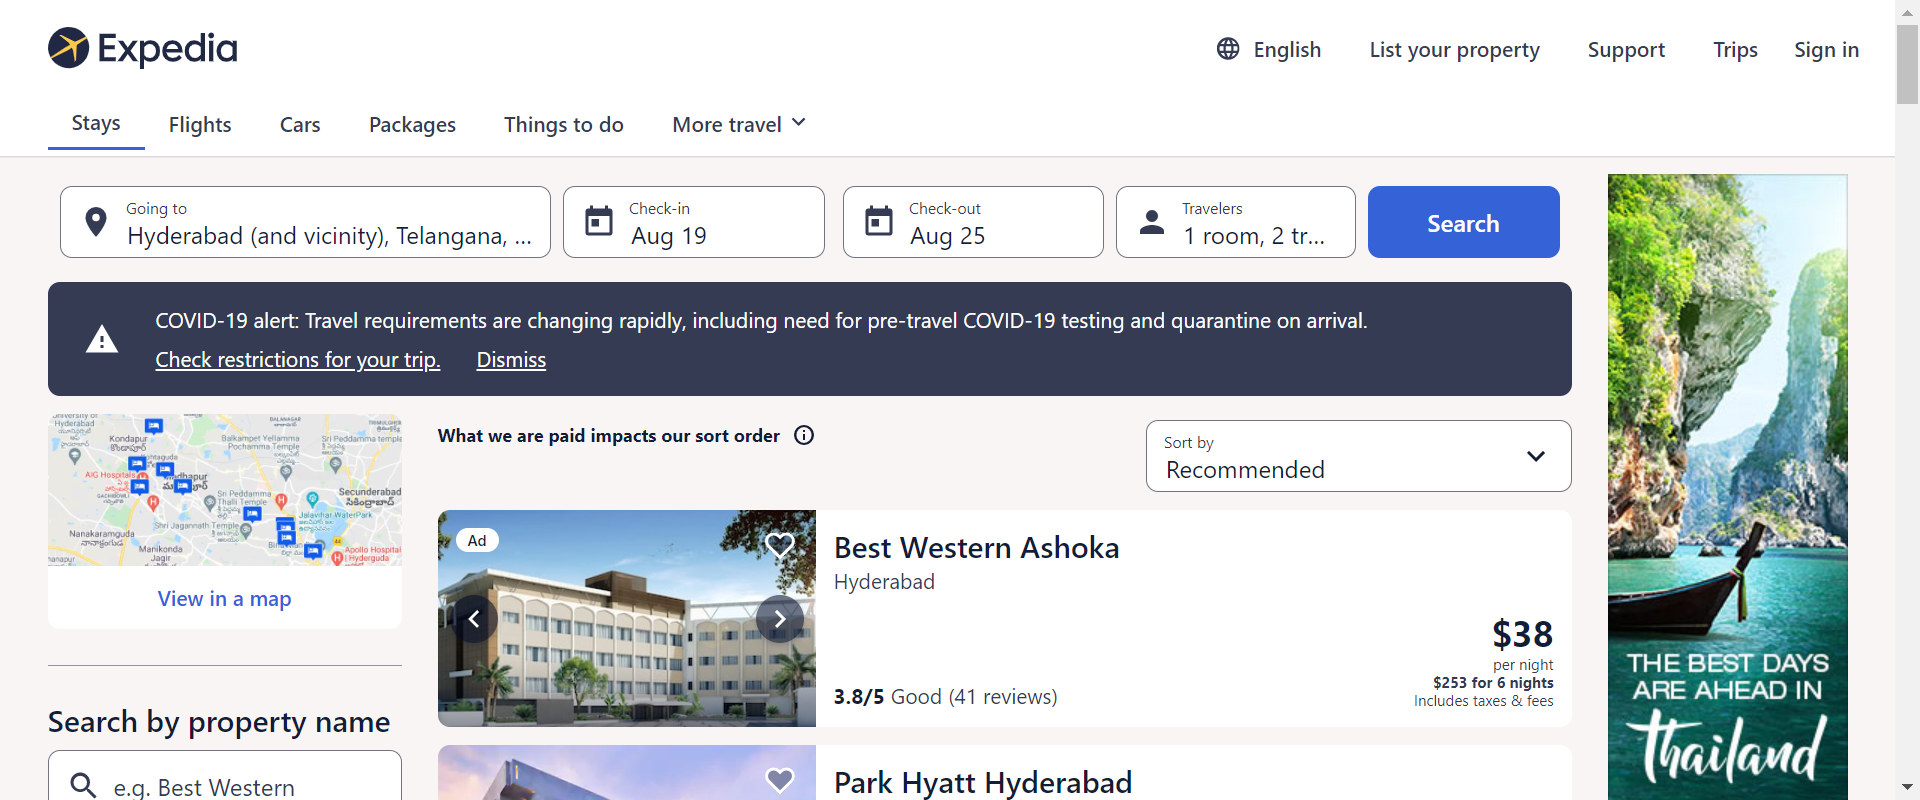 Expedia
English
List your property
Support
Trips
Sign in
Stays
Flights
Cars
Packages
Things to do
More travel
Going to
Hyderabad (and vicinity), Telangana, ...
Check-in
Aug 19
Check-out
Aug 25
Travelers
1 room, 2 tr...
Search
COVID-19 alert: Travel requirements are changing rapidly, including need for pre-travel COVID-19 testing and quarantine on arrival.
Check restrictions for your trip.
Dismiss
Hyderabad
Kondapur
Balkampet Yellamma
Pochamma Temple
Sri Peddamma temple
AIG Hospitals
Sri Peddamma
Thalli Temple
Secunderabad
సికింద్రాబాద్
Jalavihar WaterPark
Shri Jagannath Temple
Nanakaramguda
నానాక్రామ్‌గూడ
Manikonda
Jagir
Apollo Hospital
Hyderguda
View in a map
Search by property name
e.g. Best Western
What we are paid impacts our sort order
Sort by
Recommended
Ad
Best Western Ashoka
Hyderabad
$38
per night
$253 for 6 nights
Includes taxes & fees
3.8/5 Good (41 reviews)
Park Hyatt Hyderabad
THE BEST DAYS
ARE AHEAD IN
thailand